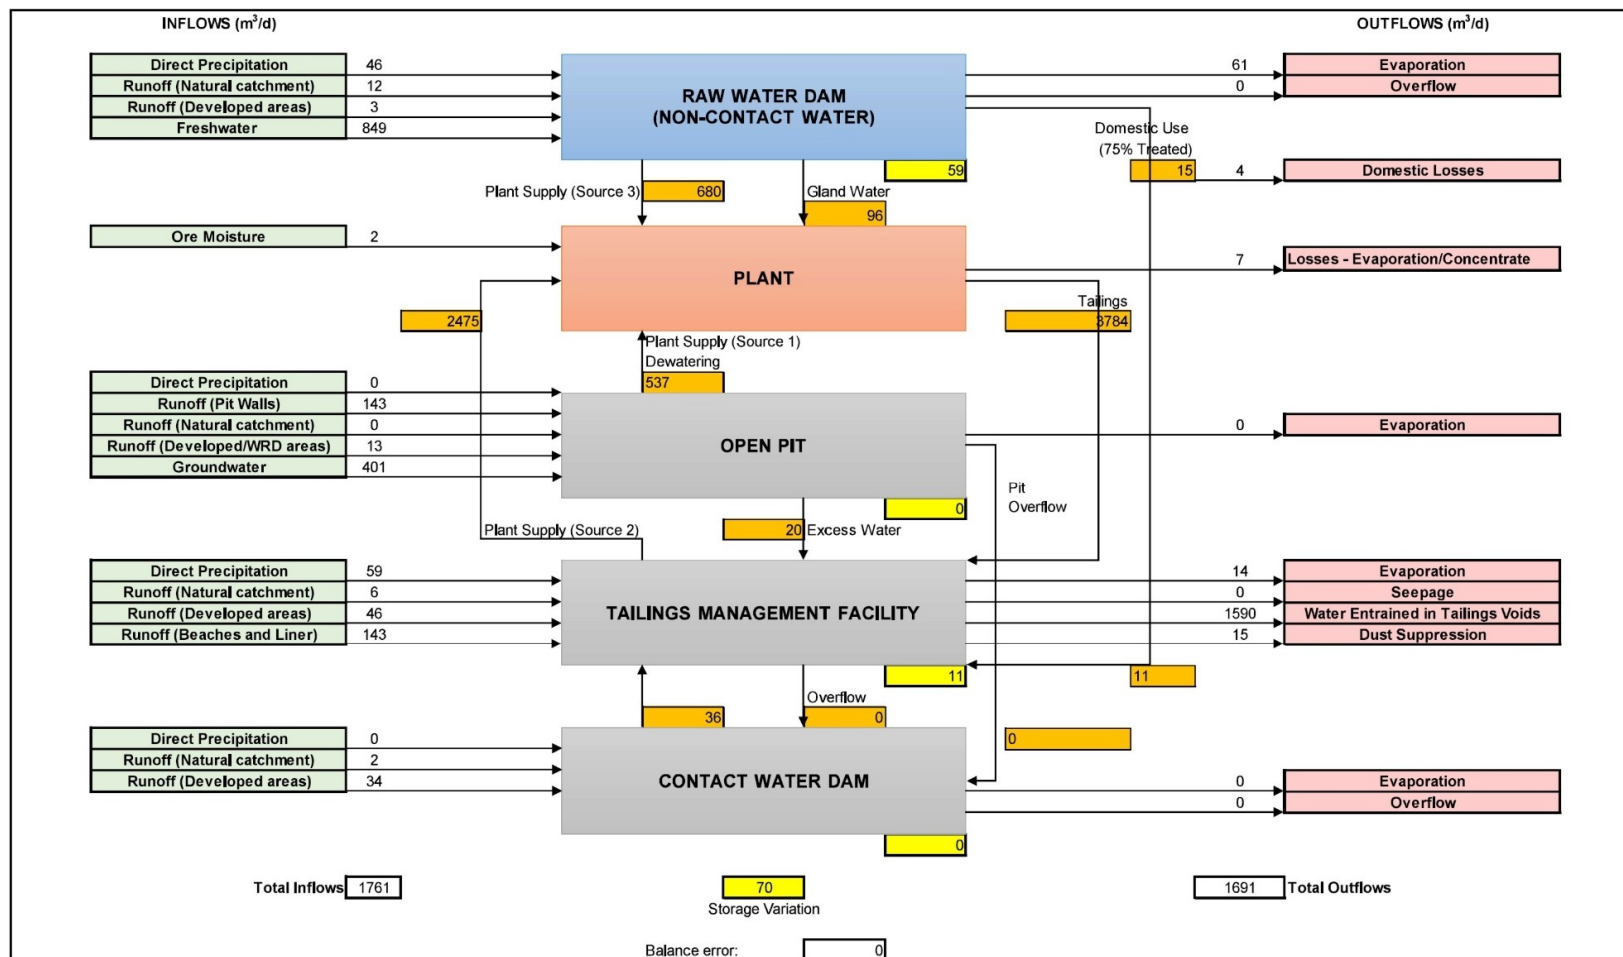 INFLOWS (m³/d)
OUTFLOWS (m³/d)
Direct Precipitation 46
Runoff (Natural catchment) 12
Runoff (Developed areas) 3
Freshwater 849
RAW WATER DAM
(NON-CONTACT WATER)
59
61 Evaporation
0 Overflow
Domestic Use
(75% Treated)
15
4 Domestic Losses
Plant Supply (Source 3) 680
Gland Water
96
Ore Moisture 2
PLANT
7 Losses - Evaporation/Concentrate
2475
Tailings
3784
Plant Supply (Source 1)
Dewatering
537
Direct Precipitation 0
Runoff (Pit Walls) 143
Runoff (Natural catchment) 0
Runoff (Developed/WRD areas) 13
Groundwater 401
OPEN PIT
0
0 Evaporation
Pit
Overflow
Plant Supply (Source 2)
20 Excess Water
Direct Precipitation 59
Runoff (Natural catchment) 6
Runoff (Developed areas) 46
Runoff (Beaches and Liner) 143
TAILINGS MANAGEMENT FACILITY
11
14 Evaporation
0 Seepage
1590 Water Entrained in Tailings Voids
15 Dust Suppression
11
Overflow
36
0
0
Direct Precipitation 0
Runoff (Natural catchment) 2
Runoff (Developed areas) 34
CONTACT WATER DAM
0
0 Evaporation
0 Overflow
Total Inflows 1761
70
Storage Variation
1691 Total Outflows
Balance error: 0